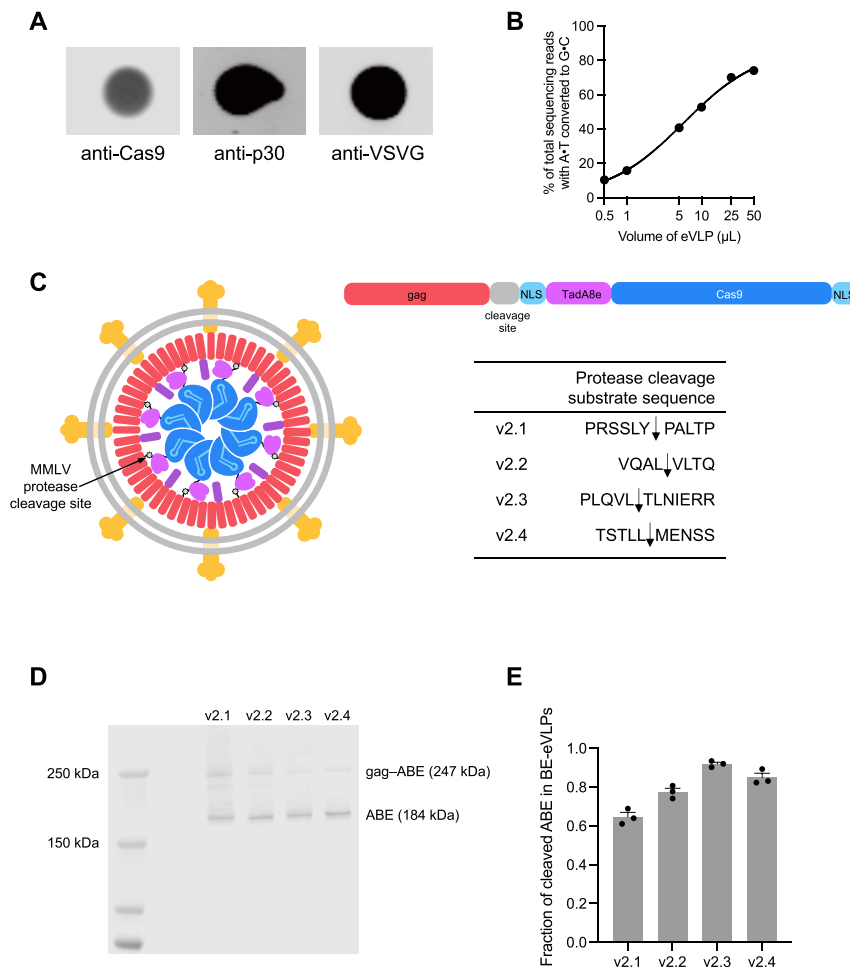 A
anti-Cas9
anti-p30
anti-VSVG
B
% of total sequencing reads
with A•T converted to G•C
100
80
60
40
20
0
0.5
1
5
10
25
50
Volume of eVLP (µL)
C
MMLV
protease
cleavage site
gag
cleavage
site
NLS
TadA8e
Cas9
NLS
Protease cleavage
substrate sequence
v2.1 PRSSLY↓PALTP
v2.2 VQAL↓VLTQ
v2.3 PLQVL↓TLNIERR
v2.4 TSTLL↓MENSS
D
v2.1 v2.2 v2.3 v2.4
250 kDa
150 kDa
gag–ABE (247 kDa)
ABE (184 kDa)
E
Fraction of cleaved ABE in BE-eVLPs
1.0
0.8
0.6
0.4
0.2
0.0
v2.1 v2.2 v2.3 v2.4